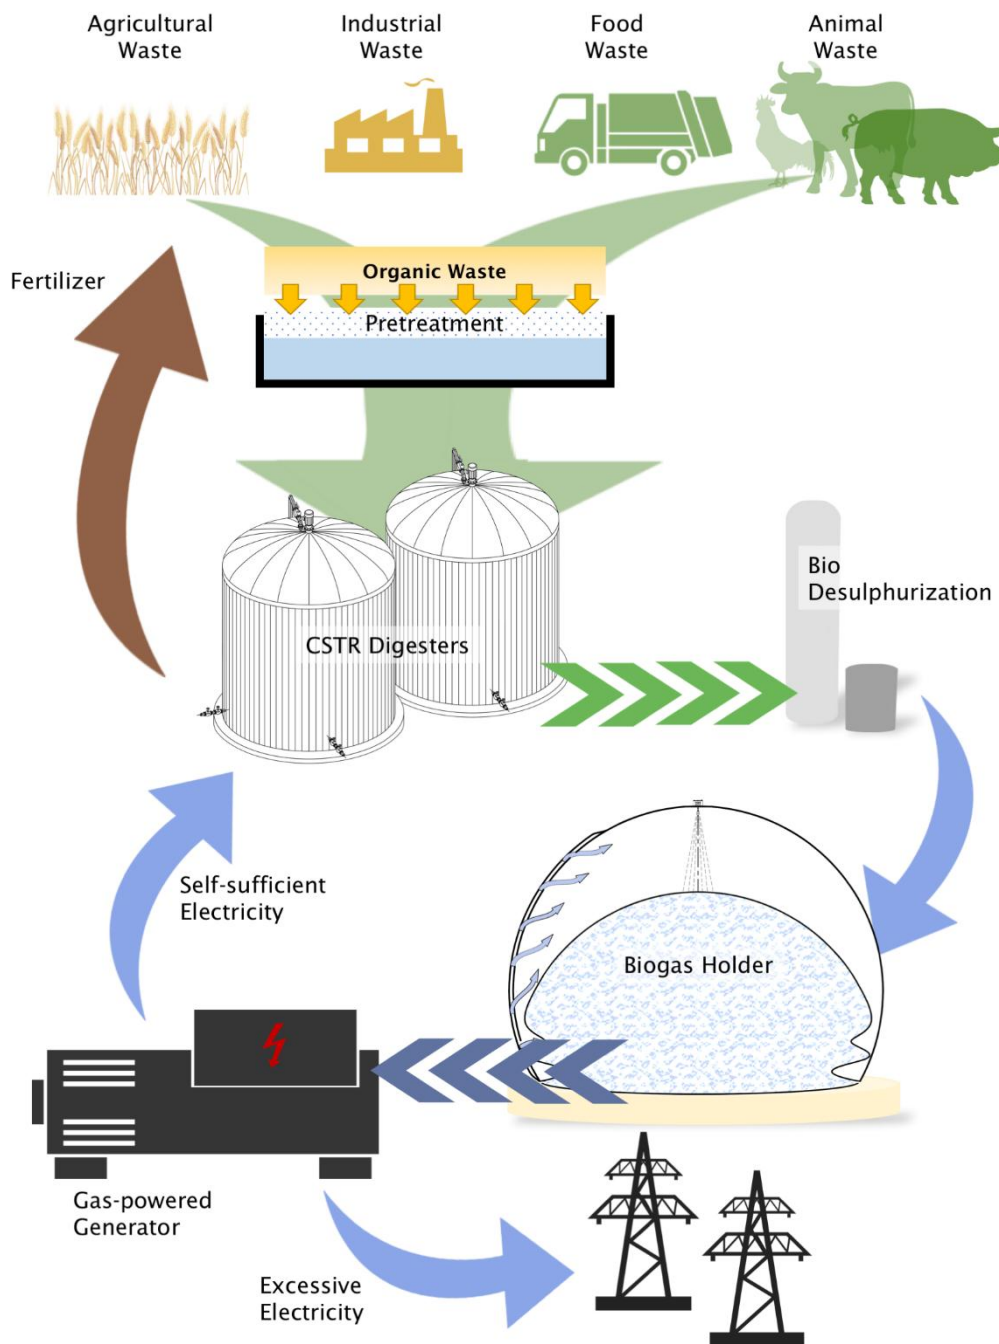 Agricultural
Waste
Industrial
Waste
Food
Waste
Animal
Waste
Fertilizer
Organic Waste
Pretreatment
Bio
Desulphurization
CSTR Digesters
Self-sufficient
Electricity
Biogas Holder
Gas-powered
Generator
Excessive
Electricity